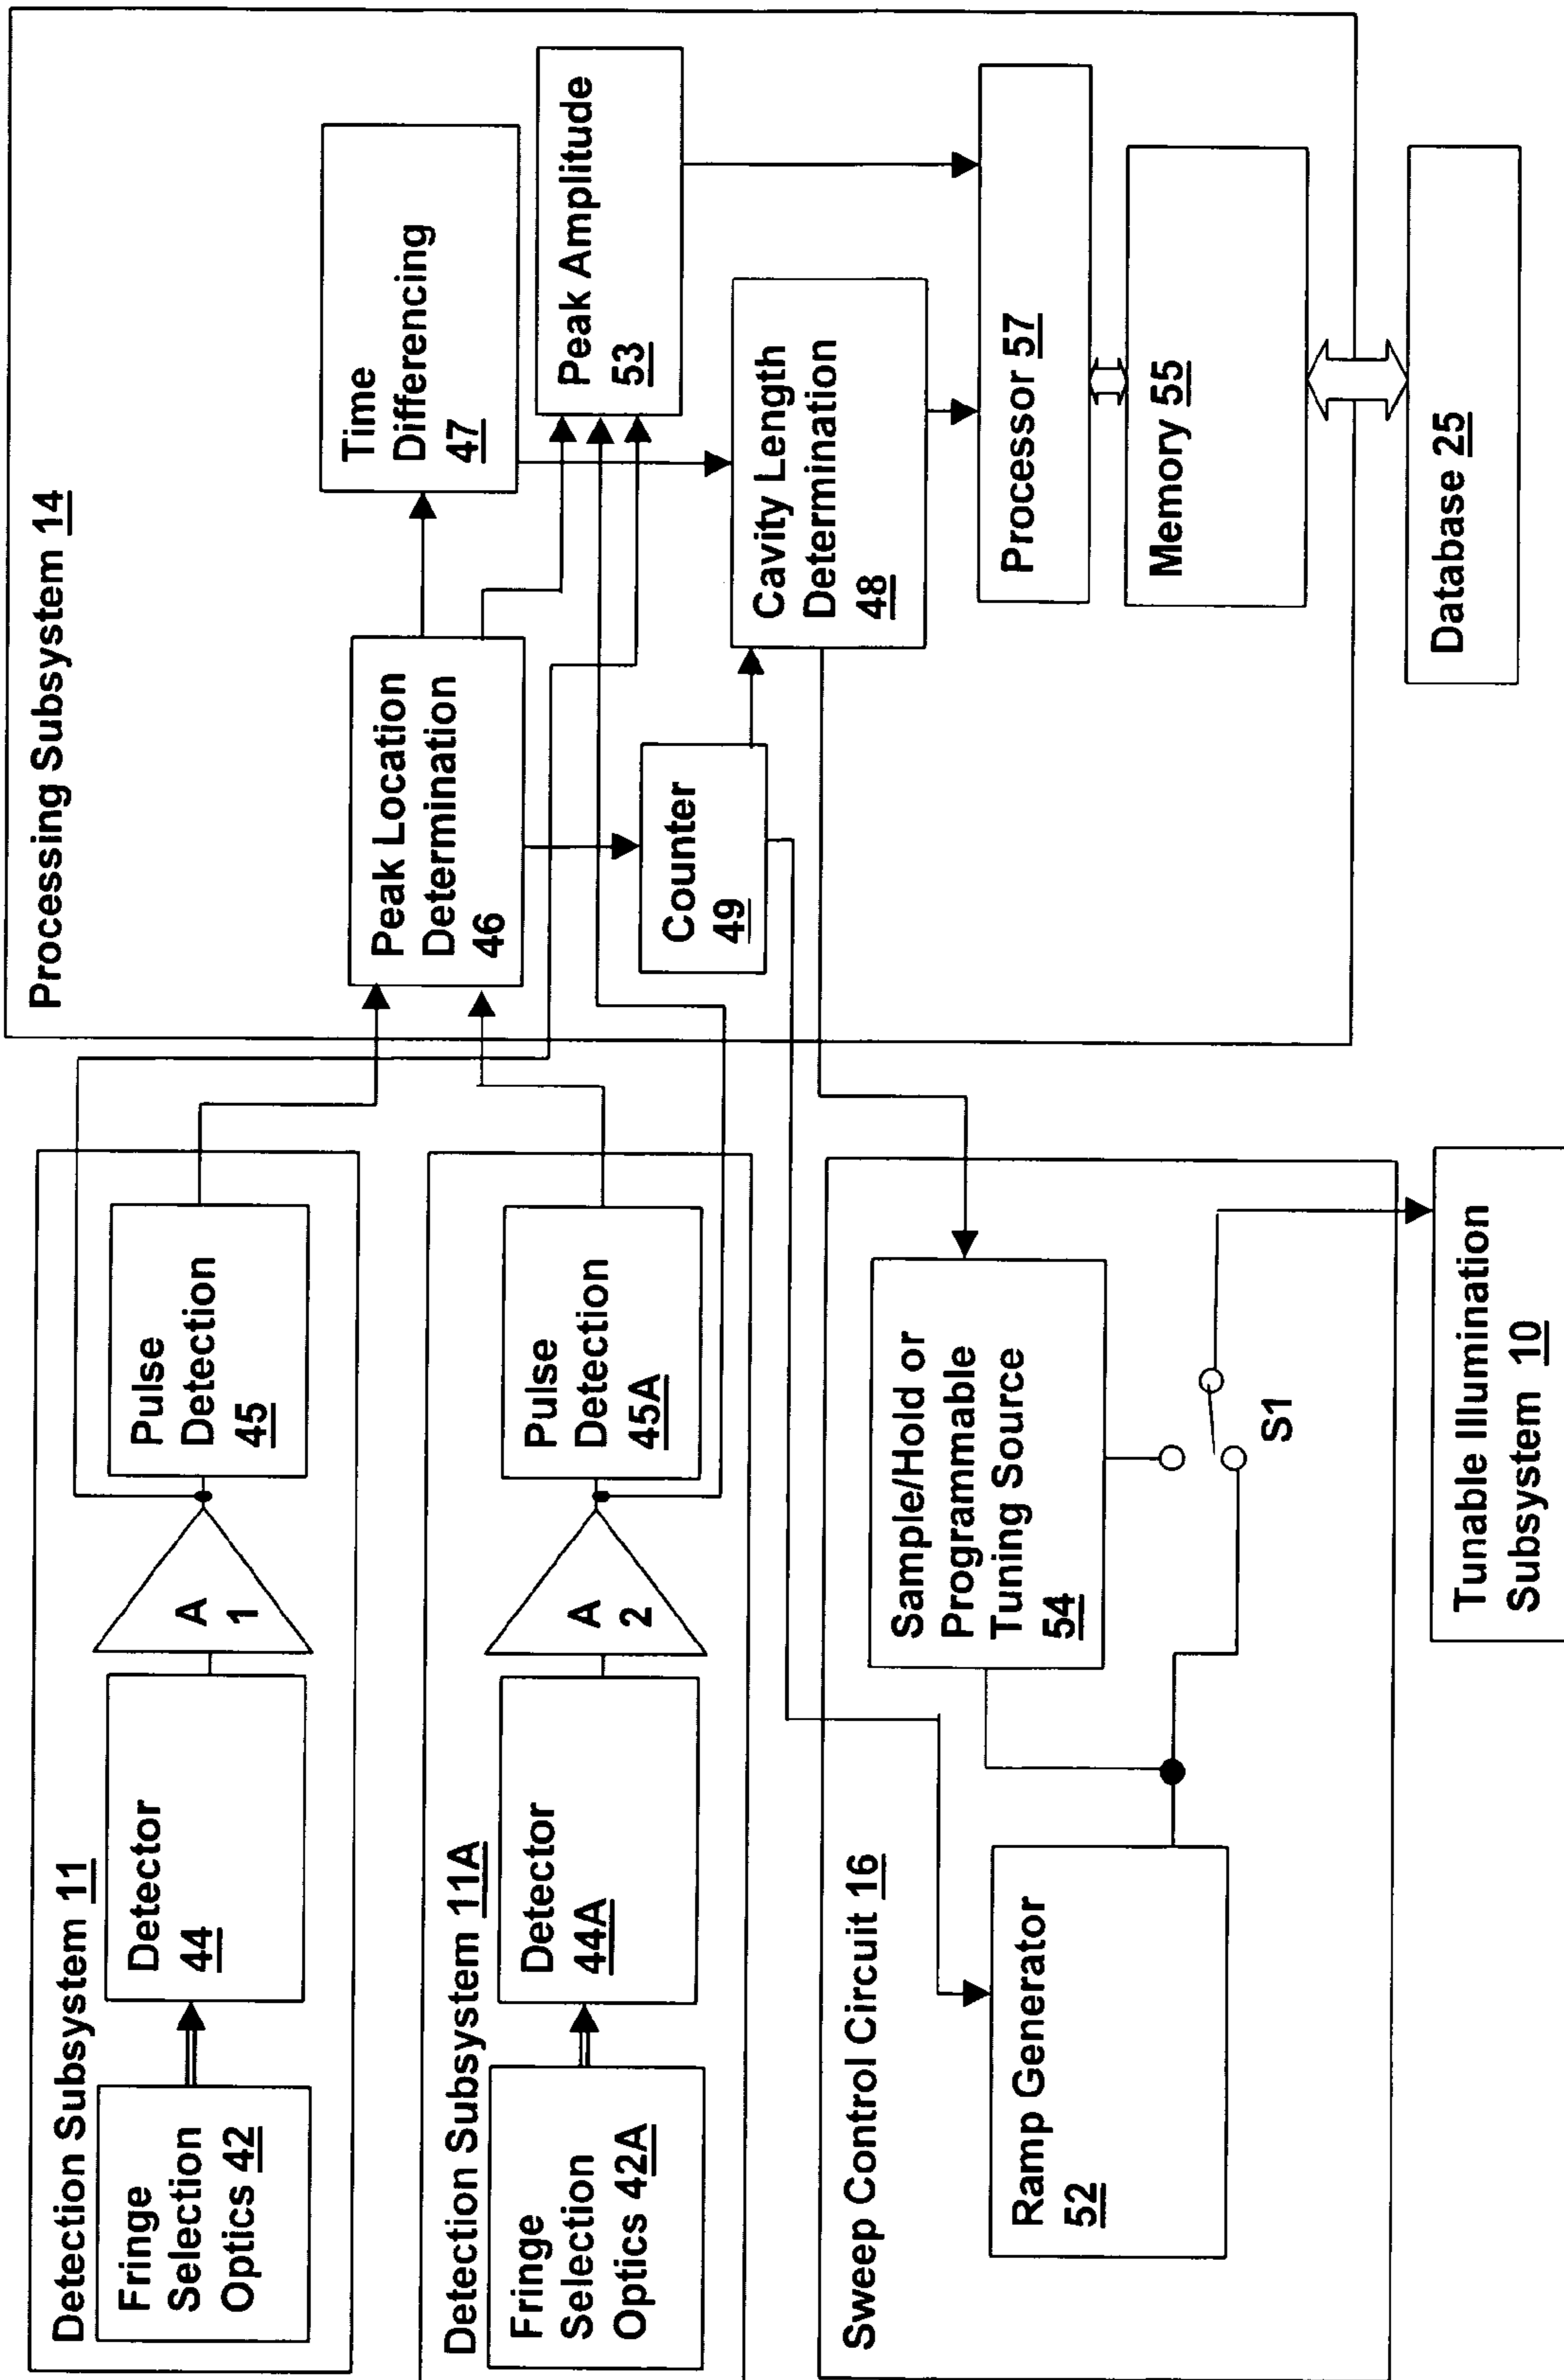 Detection Subsystem 11
Fringe
Selection
Optics 42
Detector
44
A
1
Pulse
Detection
45
Detection Subsystem 11A
Fringe
Selection
Optics 42A
Detector
44A
A
2
Pulse
Detection
45A
Sweep Control Circuit 16
Ramp Generator
52
Sample/Hold or
Programmable
Tuning Source
54
S1
Tunable Illumination
Subsystem 10
Processing Subsystem 14
Peak Location
Determination
46
Time
Differencing
47
Peak Amplitude
53
Counter
49
Cavity Length
Determination
48
Processor 57
Memory 55
Database 25